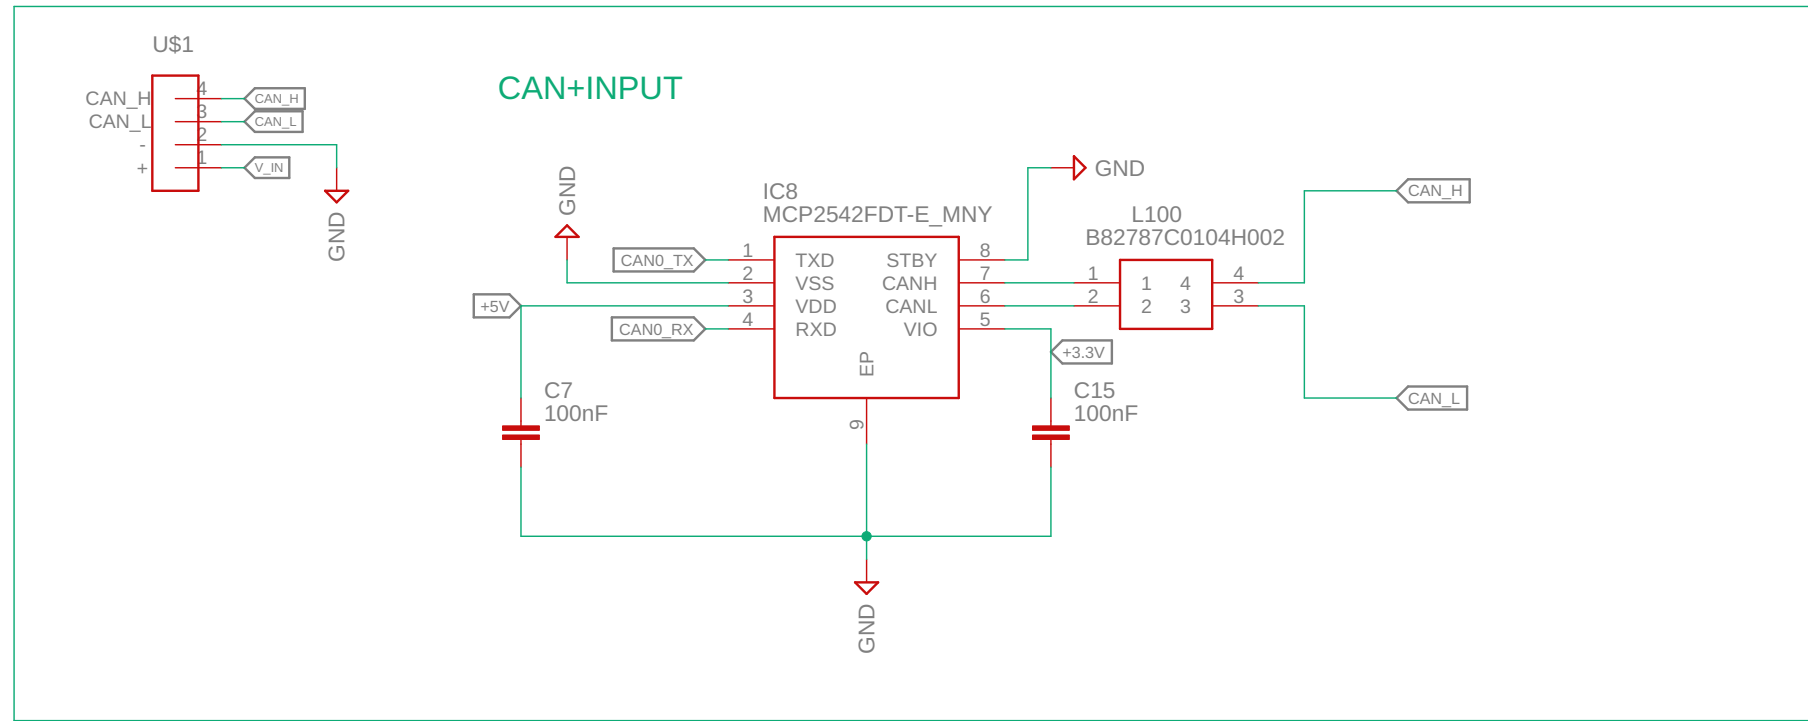 U$1
CAN_H
CAN_L
-
+
4
3
2
1
CAN_H
CAN_L
V_IN
GND
CAN+INPUT
GND
GND
IC8
MCP2542FDT-E_MNY
CAN0_TX
+5V
CAN0_RX
1
2
3
4
TXD
VSS
VDD
RXD
STBY
CANH
CANL
VIO
EP
8
7
6
5
9
+3.3V
L100
B82787C0104H002
1
2
1 4
2 3
4
3
CAN_H
CAN_L
C7
100nF
C15
100nF
GND